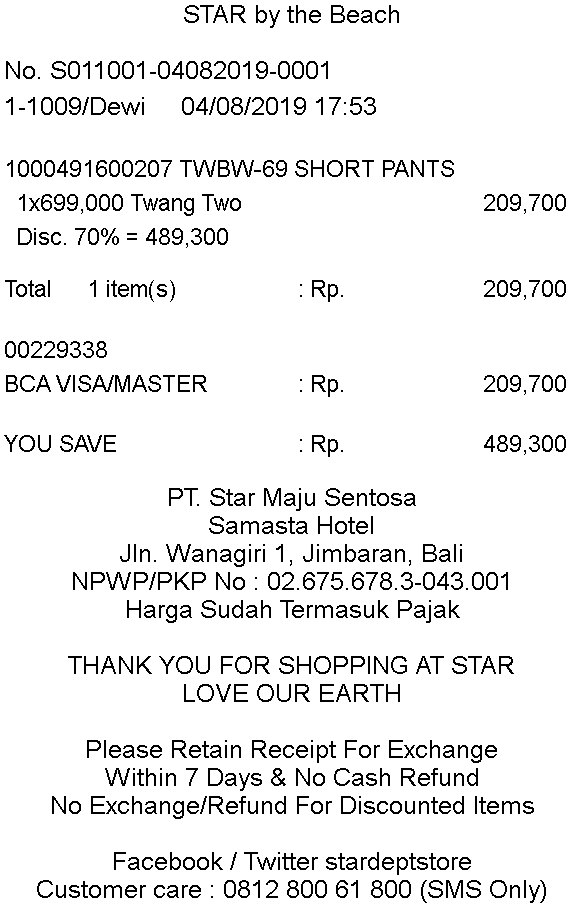 STAR by the Beach
No. S011001-04082019-0001
1-1009/Dewi 04/08/2019 17:53
1000491600207 TWBW-69 SHORT PANTS
1x699,000 Twang Two 209,700
Disc. 70% = 489,300
Total 1 item(s) : Rp. 209,700
00229338
BCA VISA/MASTER : Rp. 209,700
YOU SAVE : Rp. 489,300
PT. Star Maju Sentosa
Samasta Hotel
Jln. Wanagiri 1, Jimbaran, Bali
NPWP/PKP No : 02.675.678.3-043.001
Harga Sudah Termasuk Pajak
THANK YOU FOR SHOPPING AT STAR
LOVE OUR EARTH
Please Retain Receipt For Exchange
Within 7 Days & No Cash Refund
No Exchange/Refund For Discounted Items
Facebook / Twitter stardeptstore
Customer care : 0812 800 61 800 (SMS Only)